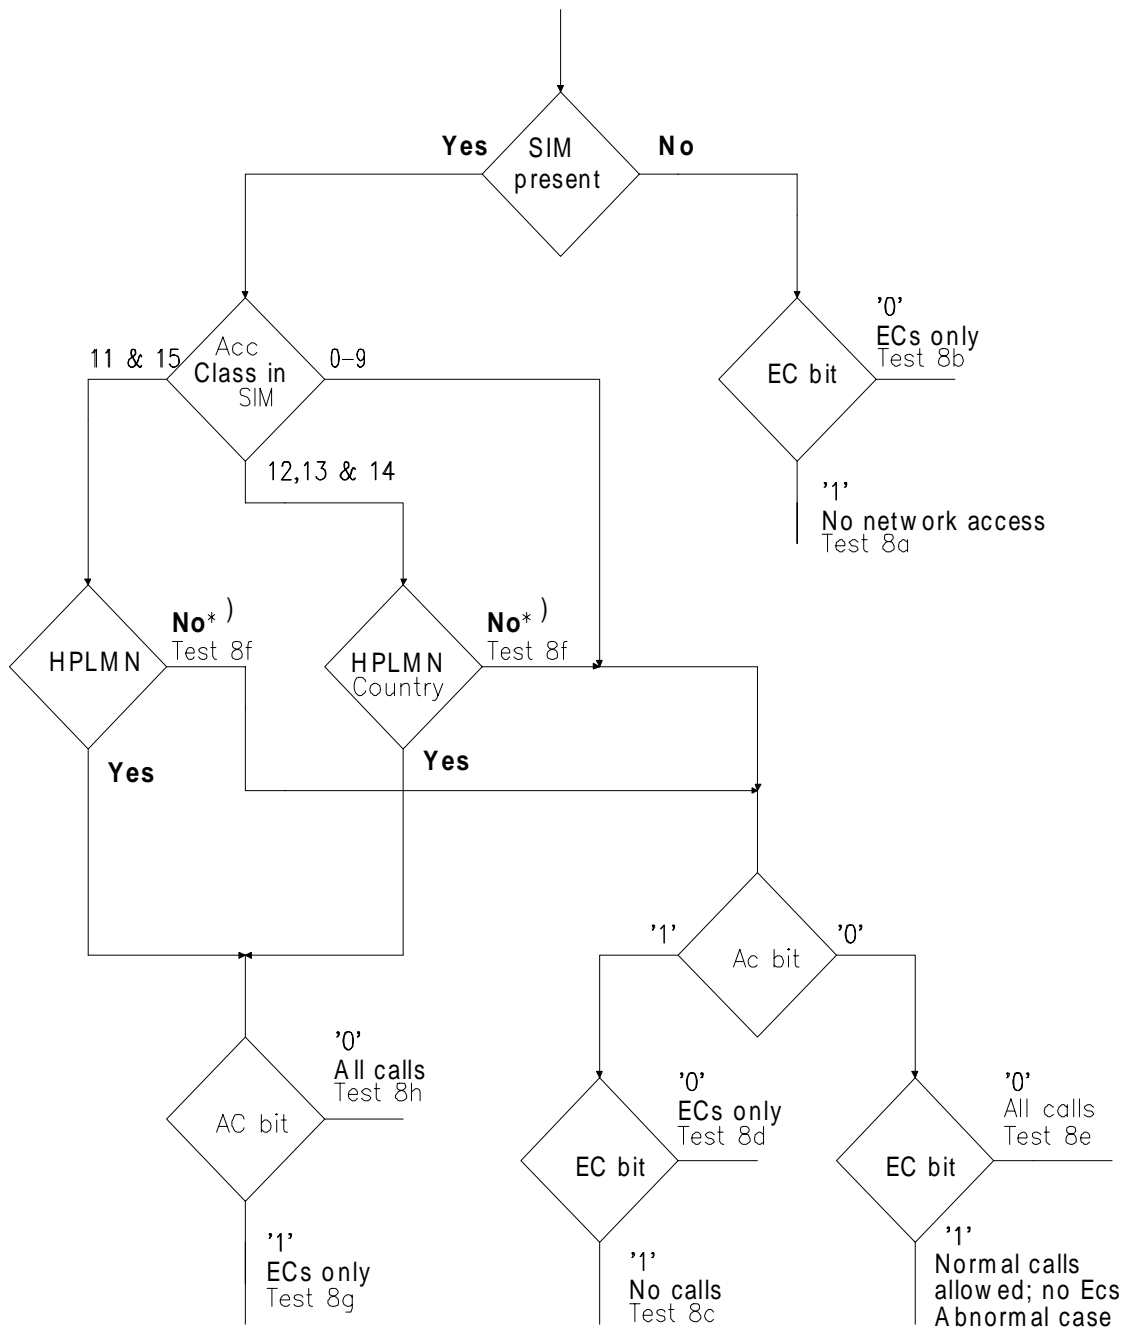 Yes
SIM
present
No
11 & 15
Acc
Class in
SIM
0-9
'0'
ECs only
Test 8b
EC bit
12,13 & 14
'1'
No network access
Test 8a
HPLMN
No*)
Test 8f
HPLMN
Country
No*)
Test 8f
Yes
Yes
'1'
Ac bit
'0'
'0'
All calls
Test 8h
AC bit
'0'
ECs only
Test 8d
EC bit
'0'
All calls
Test 8e
EC bit
'1'
ECs only
Test 8g
'1'
No calls
Test 8c
'1'
Normal calls
allowed; no Ecs
Abnormal case